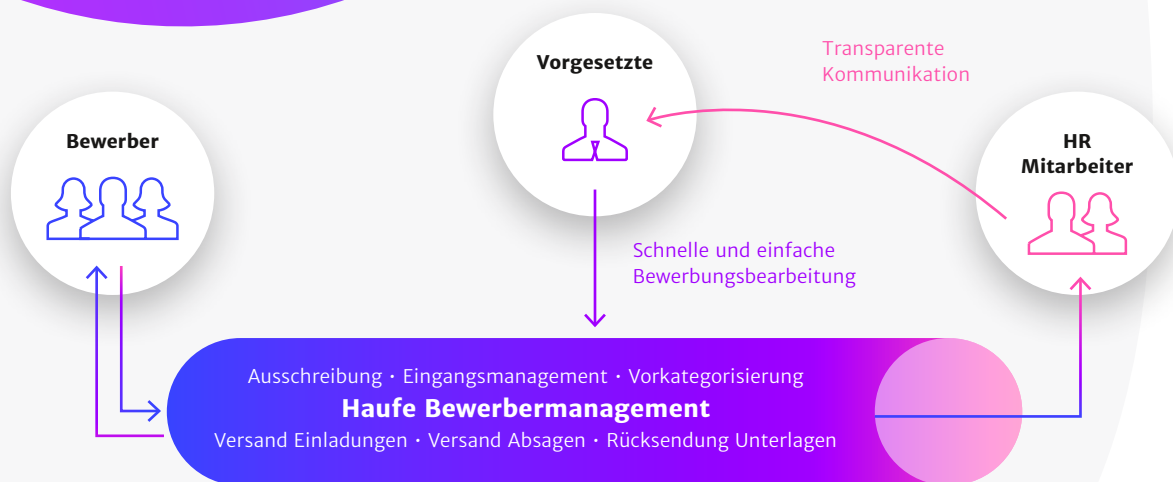 Bewerber
Vorgesetzte
Transparente
Kommunikation
HR
Mitarbeiter
Schnelle und einfache
Bewerbungsbearbeitung
Ausschreibung · Eingangsmanagement · Vorkategorisierung
Haufe Bewerbermanagement
Versand Einladungen · Versand Absagen · Rücksendung Unterlagen